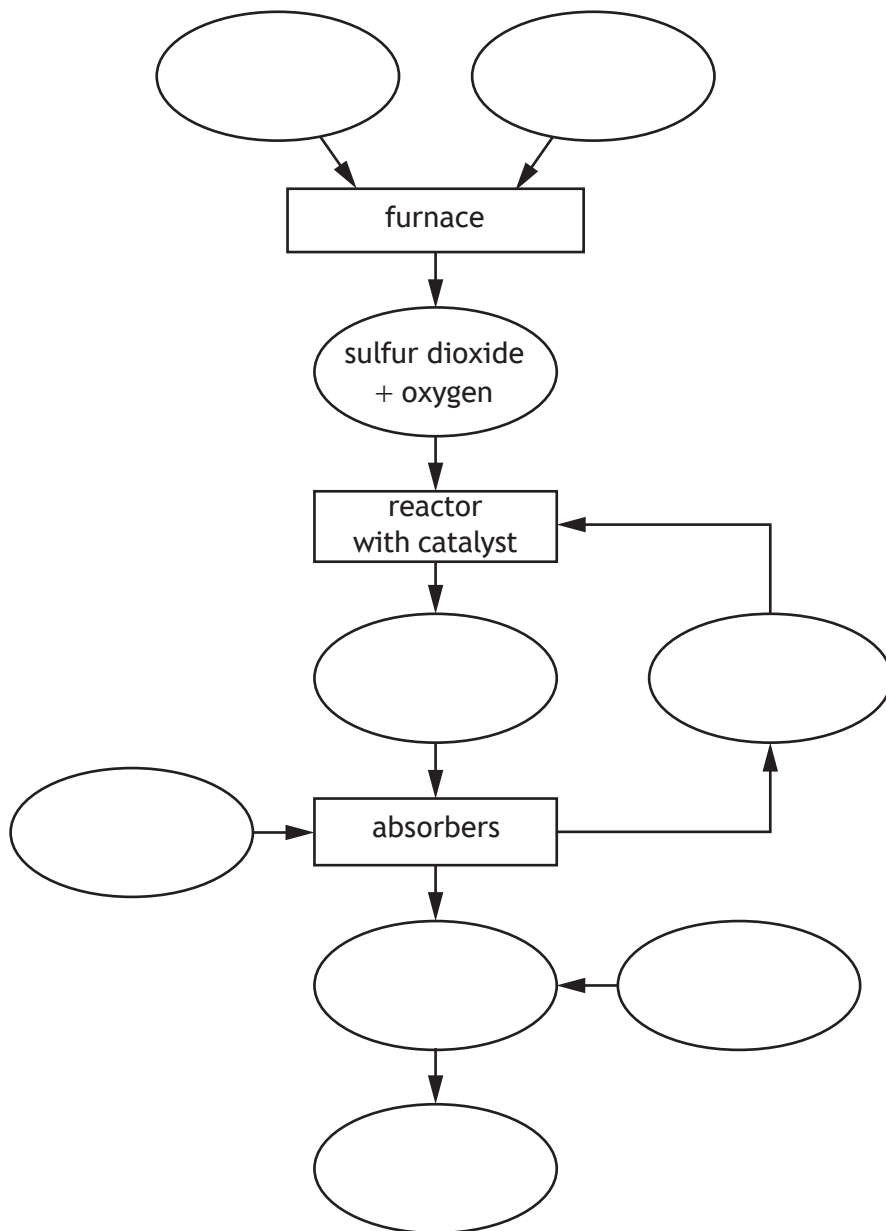 furnace
sulfur dioxide
+ oxygen
reactor
with catalyst
absorbers